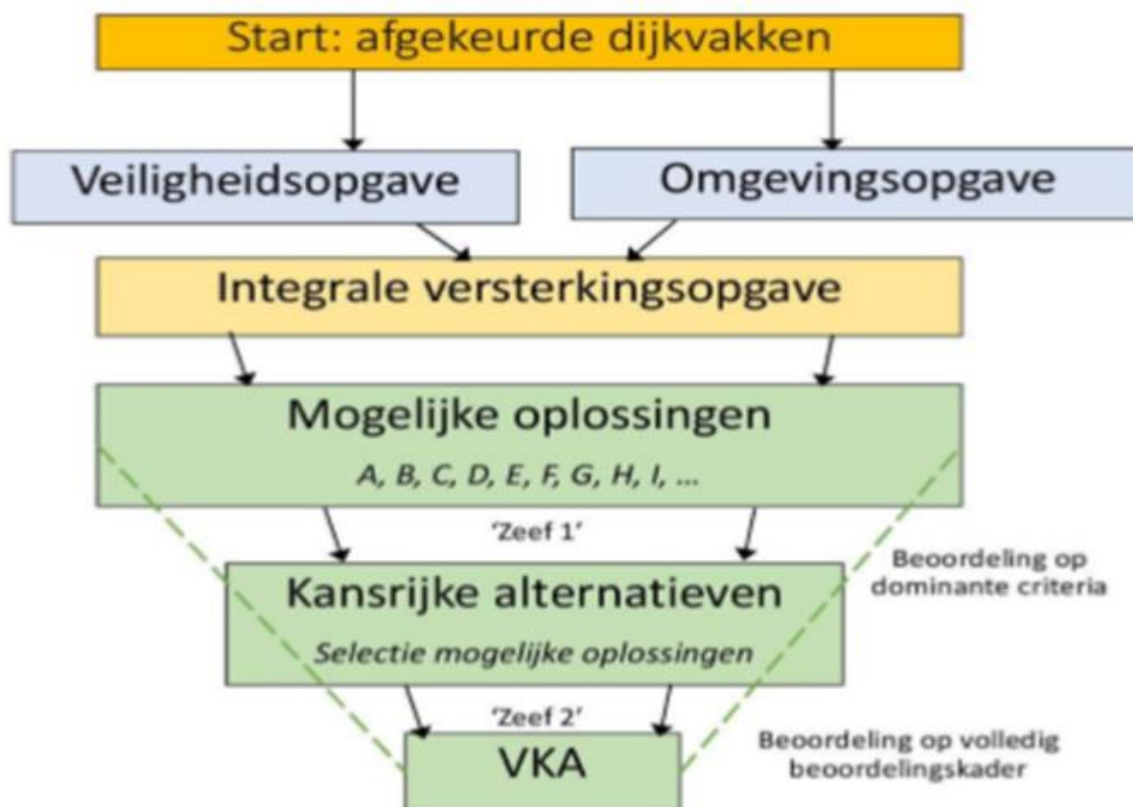 Start: afgekeurde dijkvakken
Veiligheidsopgave
Omgevingsopgave
Integrale versterkingsopgave
Mogelijke oplossingen
A, B, C, D, E, F, G, H, I, ...
'Zeef 1'
Beoordeling op
dominante criteria
Kansrijke alternatieven
Selectie mogelijke oplossingen
'Zeef 2'
Beoordeling op volledig
beoordelingskader
VKA